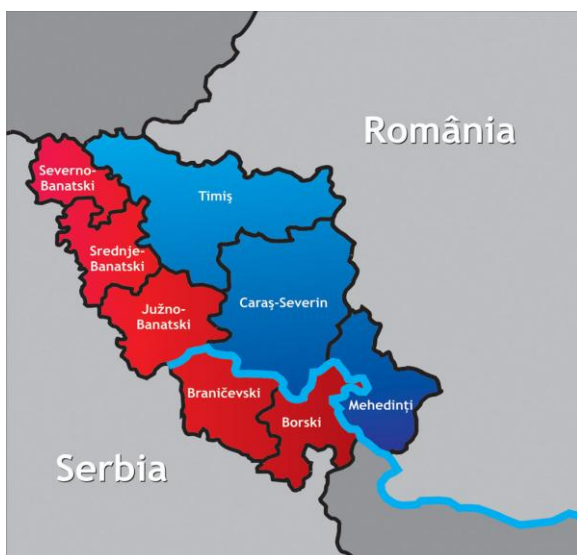 România
Severno-
Banatski
Timiș
Srednje-
Banatski
Južno-
Banatski
Caraș-Severin
Braničevski
Borski
Mehedinți
Serbia